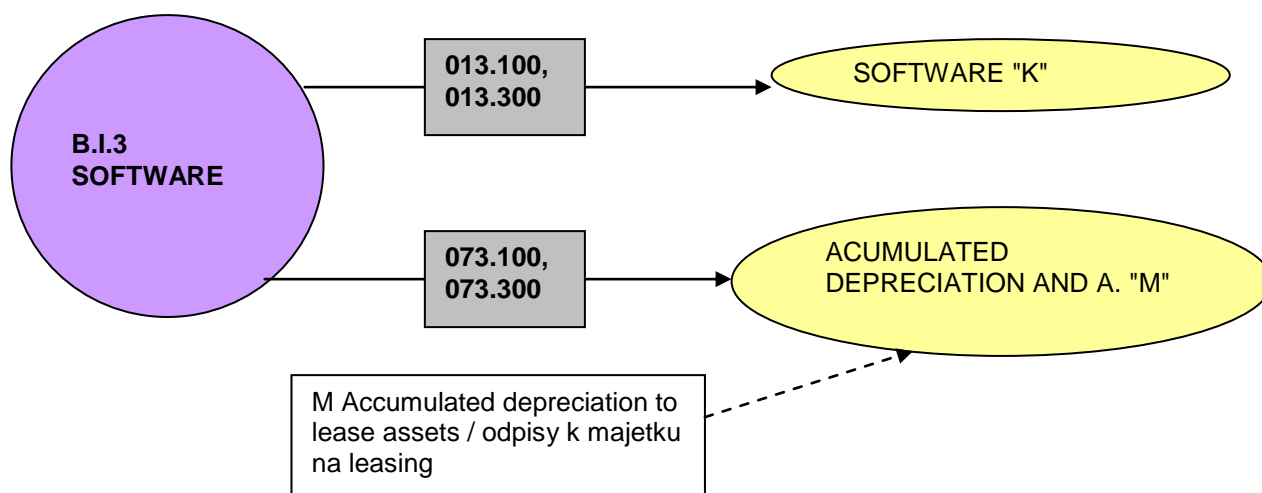 B.I.3
SOFTWARE
013.100,
013.300
SOFTWARE "K"
073.100,
073.300
ACUMULATED
DEPRECIATION AND A. "M"
M Accumulated depreciation to
lease assets / odpisy k majetku
na leasing